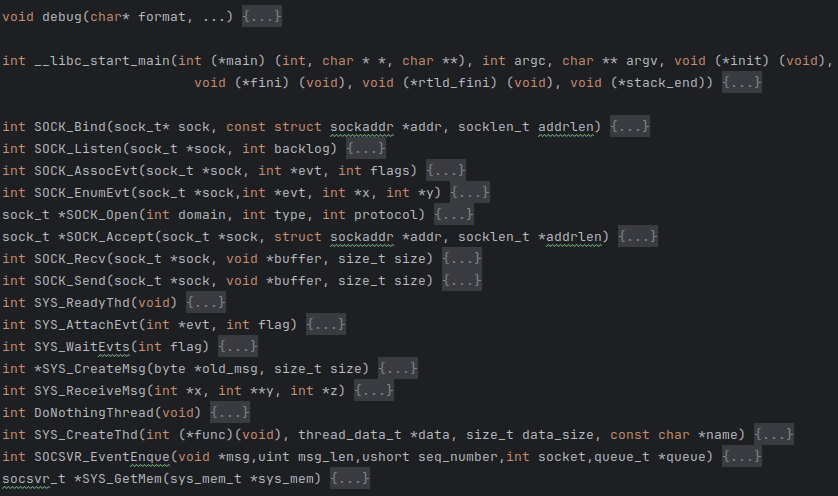 void debug(char* format, ...) {...}
int __libc_start_main(int (*main) (int, char * *, char **), int argc, char ** argv, void (*init) (void),
void (*fini) (void), void (*rtld_fini) (void), void (*stack_end)) {...}
int SOCK_Bind(sock_t* sock, const struct sockaddr *addr, socklen_t addrlen) {...}
int SOCK_Listen(sock_t *sock, int backlog) {...}
int SOCK_AssocEvt(sock_t *sock, int *evt, int flags) {...}
int SOCK_EnumEvt(sock_t *sock,int *evt, int *x, int *y) {...}
sock_t *SOCK_Open(int domain, int type, int protocol) {...}
sock_t *SOCK_Accept(sock_t *sock, struct sockaddr *addr, socklen_t *addrlen) {...}
int SOCK_Recv(sock_t *sock, void *buffer, size_t size) {...}
int SOCK_Send(sock_t *sock, void *buffer, size_t size) {...}
int SYS_ReadyThd(void) {...}
int SYS_AttachEvt(int *evt, int flag) {...}
int SYS_WaitEvts(int flag) {...}
int *SYS_CreateMsg(byte *old_msg, size_t size) {...}
int SYS_ReceiveMsg(int *x, int **y, int *z) {...}
int DoNothingThread(void) {...}
int SYS_CreateThd(int (*func)(void), thread_data_t *data, size_t data_size, const char *name) {...}
int SOCSVR_EventEnque(void *msg,uint msg_len,ushort seq_number,int socket,queue_t *queue) {...}
socsvr_t *SYS_GetMem(sys_mem_t *sys_mem) {...}